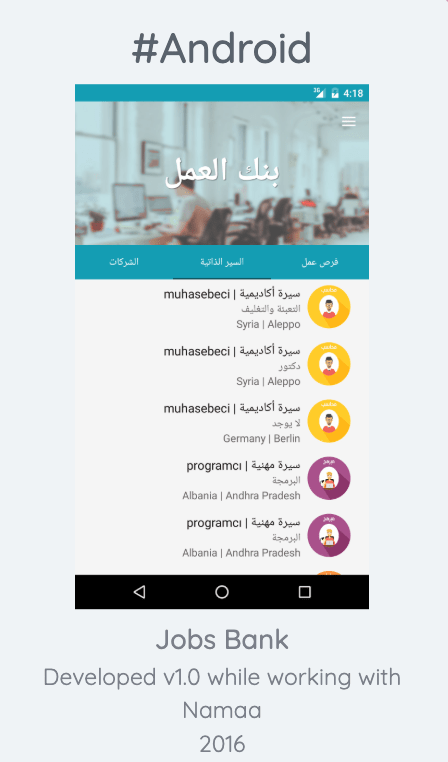 #Android
3G 4:18
بنك العمل
فرص عمل السير الذاتية الشركات
سيرة أكاديمية | muhasebeci
التعبئة والتغليف
Syria | Aleppo
سيرة أكاديمية | muhasebeci
دكتور
Syria | Aleppo
سيرة أكاديمية | muhasebeci
لا يوجد
Germany | Berlin
سيرة مهنية | programcı
البرمجة
Albania | Andhra Pradesh
سيرة مهنية | programcı
البرمجة
Albania | Andhra Pradesh
Jobs Bank
Developed v1.0 while working with
Namaa
2016